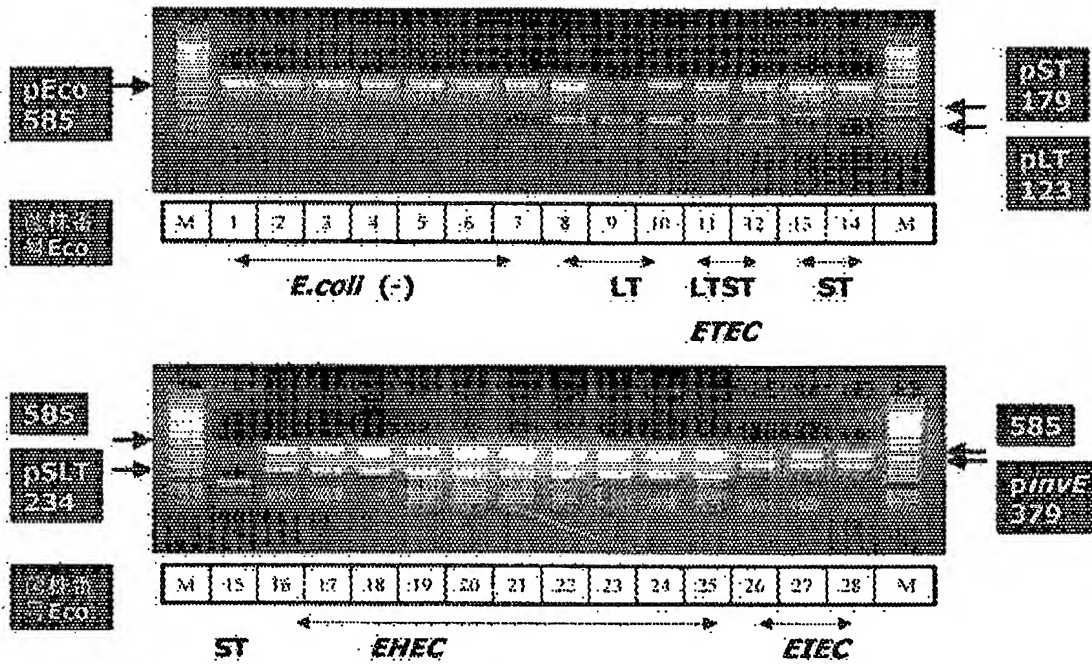 pEco
585
pST
179
pLT
123
Eco
M 1 2 3 4 5 6 7 8 9 10 11 12 13 14 M
E.coli (-)
LT
LTST
ST
ETEC
585
pSLT
234
585
pinvE
379
Eco
M 15 16 17 18 19 20 21 22 23 24 25 26 27 28 M
ST
EHEC
EIEC